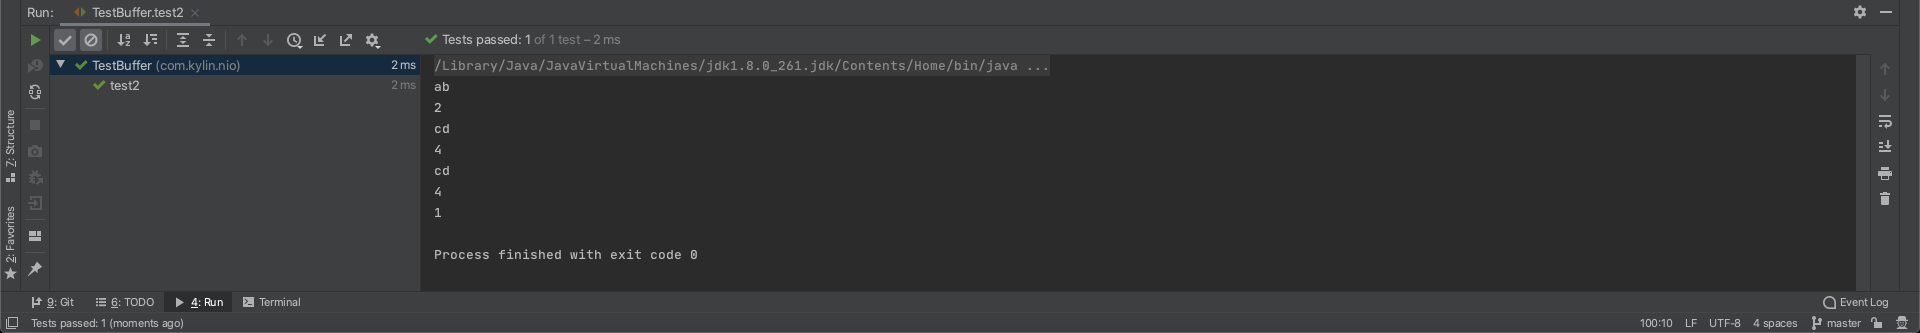 Run: TestBuffer.test2
Tests passed: 1 of 1 test – 2 ms
TestBuffer (com.kylin.nio) 2 ms
test2 2 ms
/Library/Java/JavaVirtualMachines/jdk1.8.0_261.jdk/Contents/Home/bin/java ...
ab
2
cd
4
cd
4
1
Process finished with exit code 0
Z: Structure
2: Favorites
9: Git 6: TODO 4: Run Terminal Event Log
Tests passed: 1 (moments ago) 100:10 LF UTF-8 4 spaces master